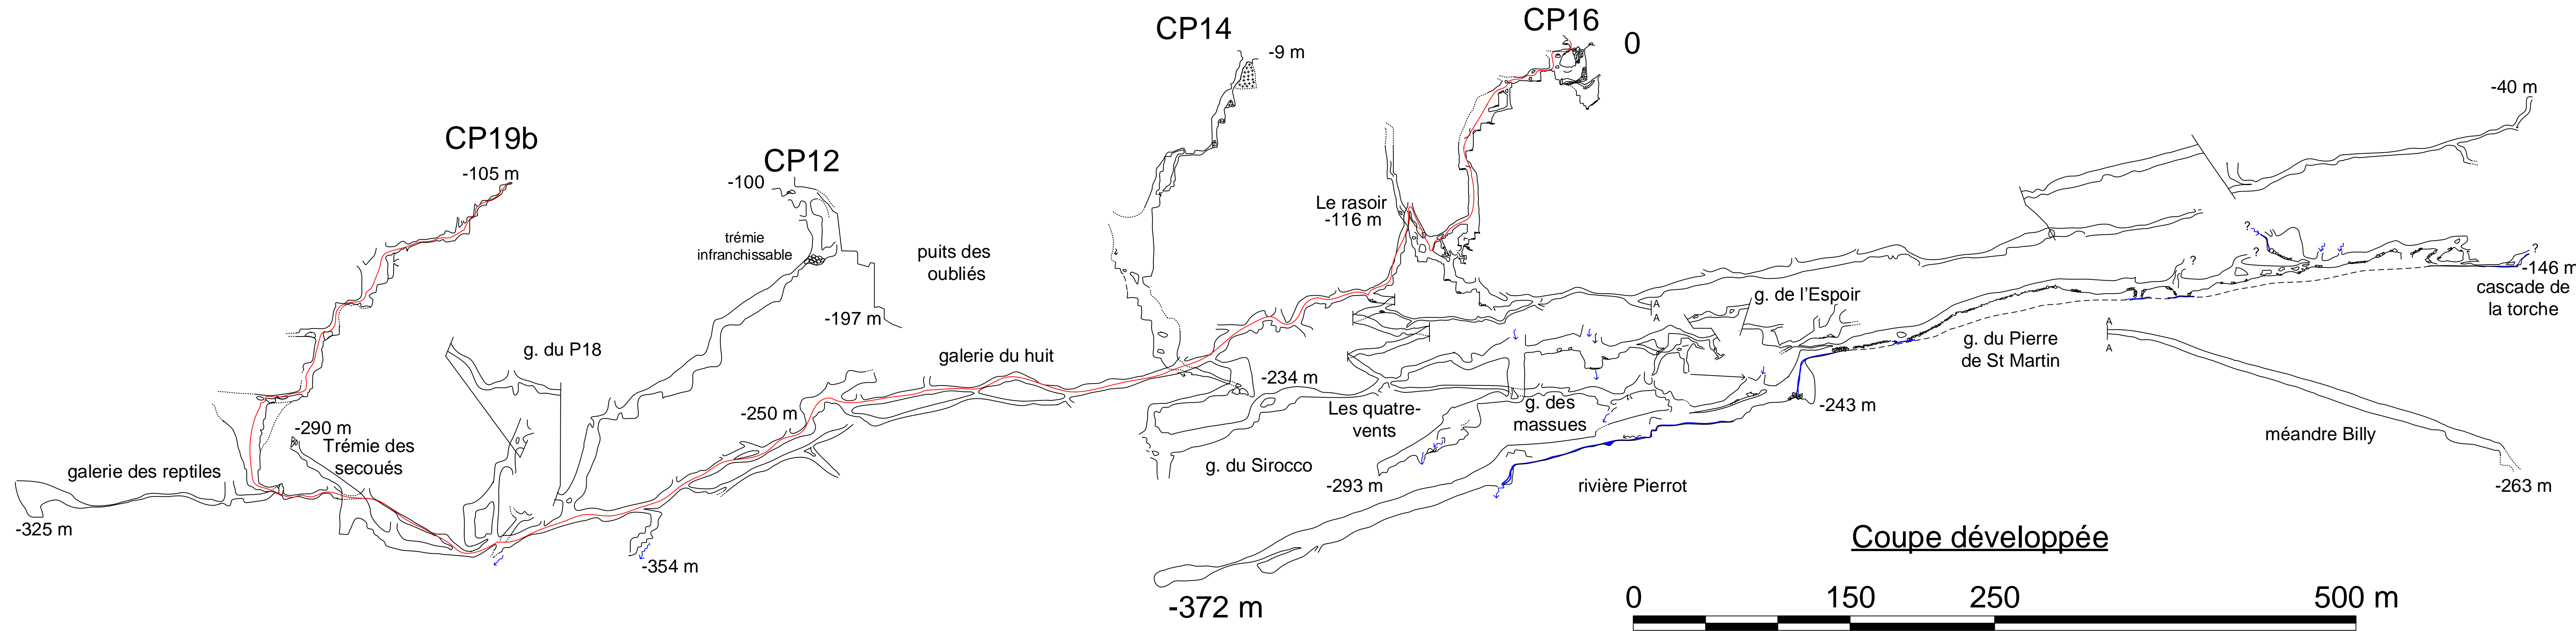 CP16
0
CP14
-9 m
-40 m
CP19b
-105 m
CP12
-100
trémie
infranchissable
puits des
oubliés
-197 m
Le rasoir
-116 m
?
?
?
?
-146 m
cascade de
la torche
g. de l'Espoir
A
A
A
A
g. du Pierre
de St Martin
g. du P18
galerie du huit
-234 m
-250 m
Les quatre-
vents
g. des
massues
-243 m
-290 m
Trémie des
secoués
galerie des reptiles
g. du Sirocco
-293 m
rivière Pierrot
méandre Billy
-263 m
-325 m
-354 m
-372 m
Coupe développée
0 150 250 500 m